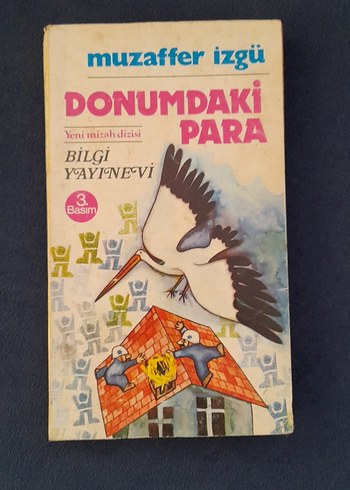 muzaffer izgü
DONUMDAKİ
PARA
Yeni mizah dizisi
BİLGİ
YAYINEVİ
3.
Basım